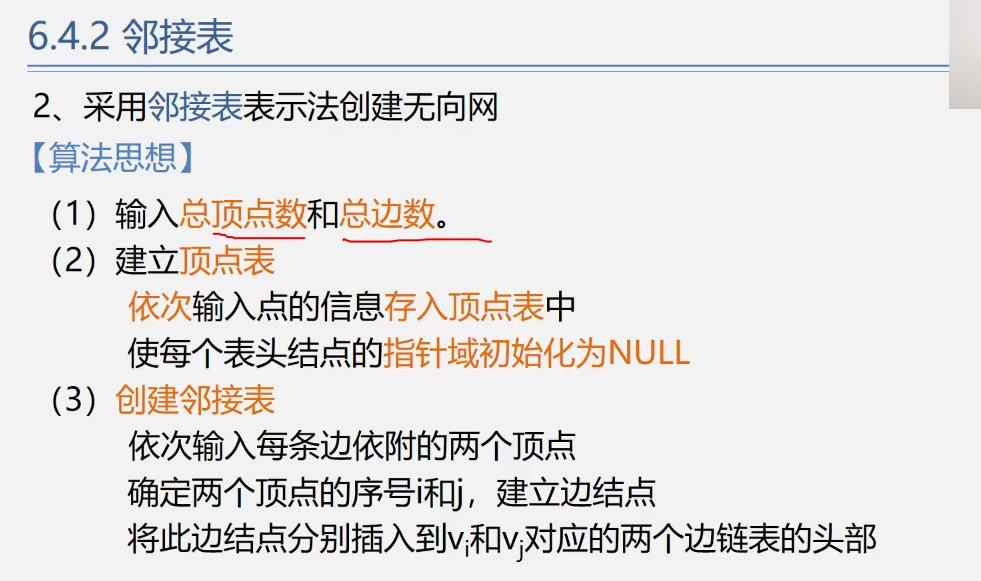 6.4.2 邻接表
2、采用邻接表表示法创建无向网
【算法思想】
（1）输入总顶点数和总边数。
（2）建立顶点表
依次输入点的信息存入顶点表中
使每个表头结点的指针域初始化为NULL
（3）创建邻接表
依次输入每条边依附的两个顶点
确定两个顶点的序号i和j，建立边结点
将此边结点分别插入到vi和vj对应的两个边链表的头部